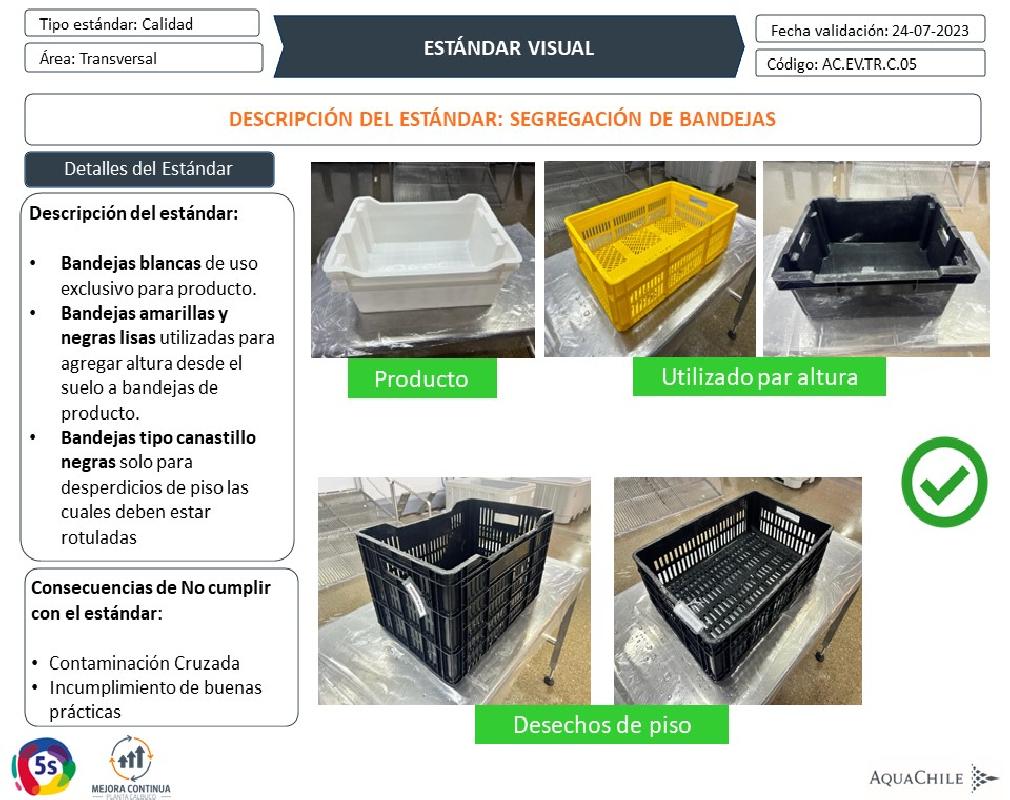 Tipo estándar: Calidad
Área: Transversal
ESTÁNDAR VISUAL
Fecha validación: 24-07-2023
Código: AC.EV.TR.C.05
DESCRIPCIÓN DEL ESTÁNDAR: SEGREGACIÓN DE BANDEJAS
Detalles del Estándar
Descripción del estándar:
• Bandejas blancas de uso
exclusivo para producto.
• Bandejas amarillas y
negras lisas utilizadas para
agregar altura desde el
suelo a bandejas de
producto.
• Bandejas tipo canastillo
negras solo para
desperdicios de piso las
cuales deben estar
rotuladas
Consecuencias de No cumplir
con el estándar:
• Contaminación Cruzada
• Incumplimiento de buenas
prácticas
Producto
Utilizado par altura
Desechos de piso
5s
MEJORA CONTINUA
PLANTA CALBUCO
AQUACHILE